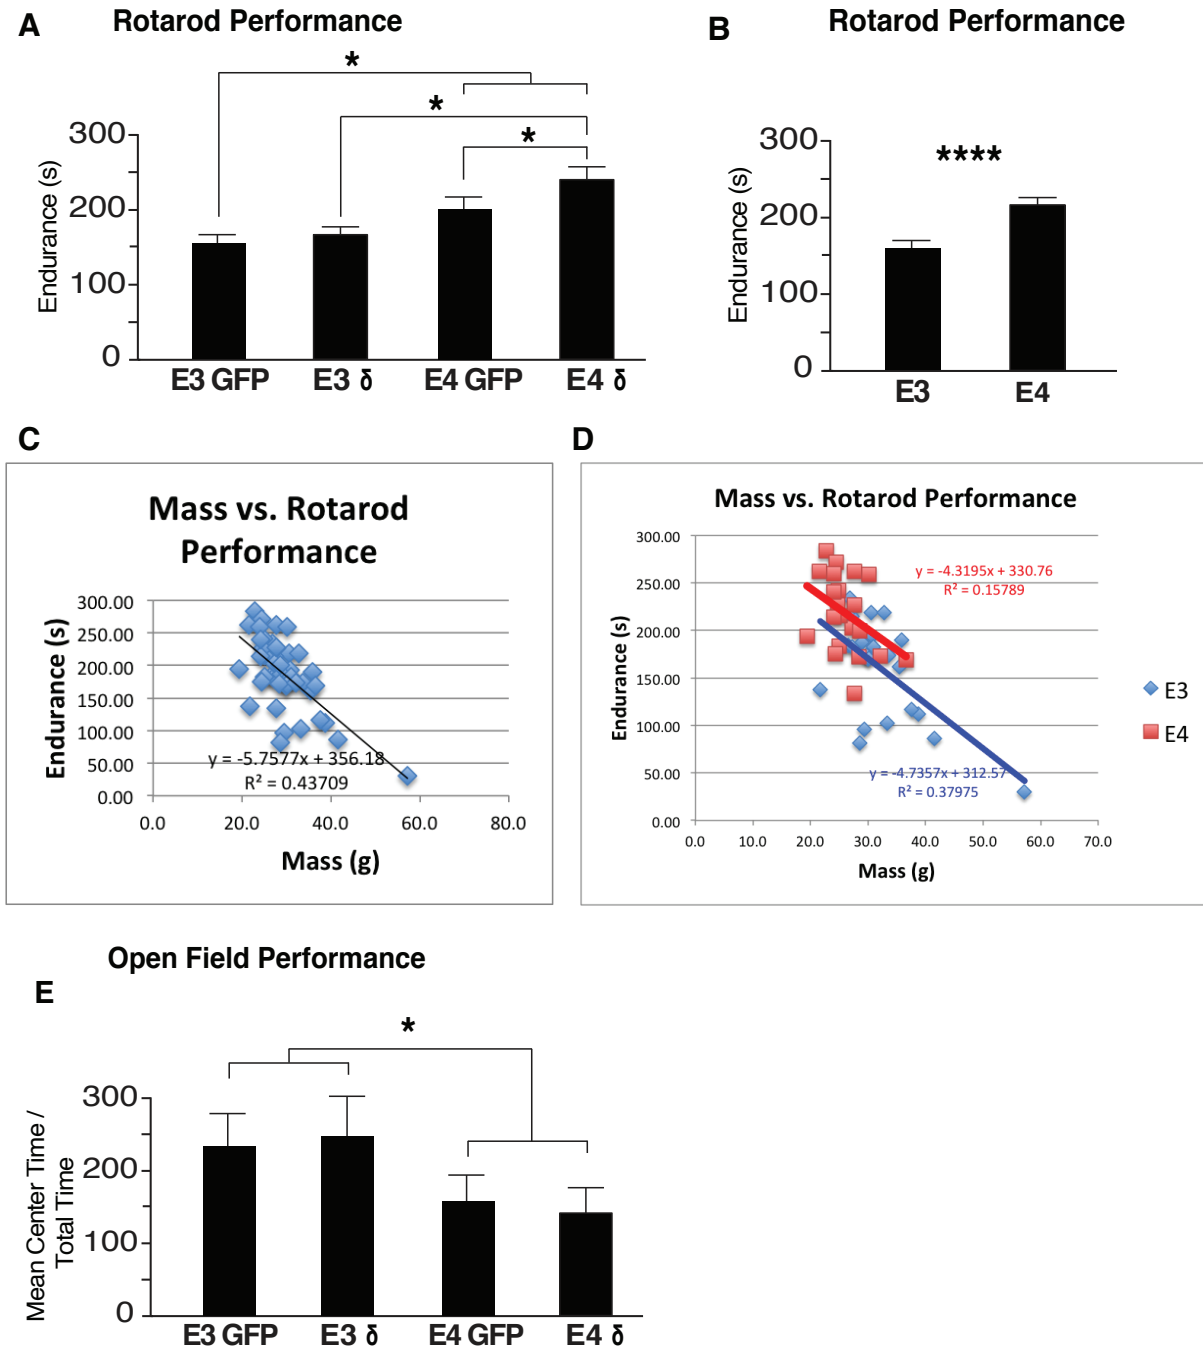 A
Rotarod Performance
*
*
*
300
200
100
0
Endurance (s)
E3 GFP
E3 δ
E4 GFP
E4 δ
B
Rotarod Performance
****
300
200
100
0
Endurance (s)
E3
E4
C
Mass vs. Rotarod
Performance
300.00
250.00
200.00
150.00
100.00
50.00
0.00
Endurance (s)
y = -5.7577x + 356.18
R² = 0.43709
0.0
20.0
40.0
60.0
80.0
Mass (g)
D
Mass vs. Rotarod Performance
300.00
250.00
200.00
150.00
100.00
50.00
0.00
Endurance (s)
y = -4.3195x + 330.76
R² = 0.15789
y = -4.7357x + 312.57
R² = 0.37975
0.0
10.0
20.0
30.0
40.0
50.0
60.0
70.0
Mass (g)
E3
E4
Open Field Performance
E
*
300
200
100
0
Mean Center Time /
Total Time
E3 GFP
E3 δ
E4 GFP
E4 δ